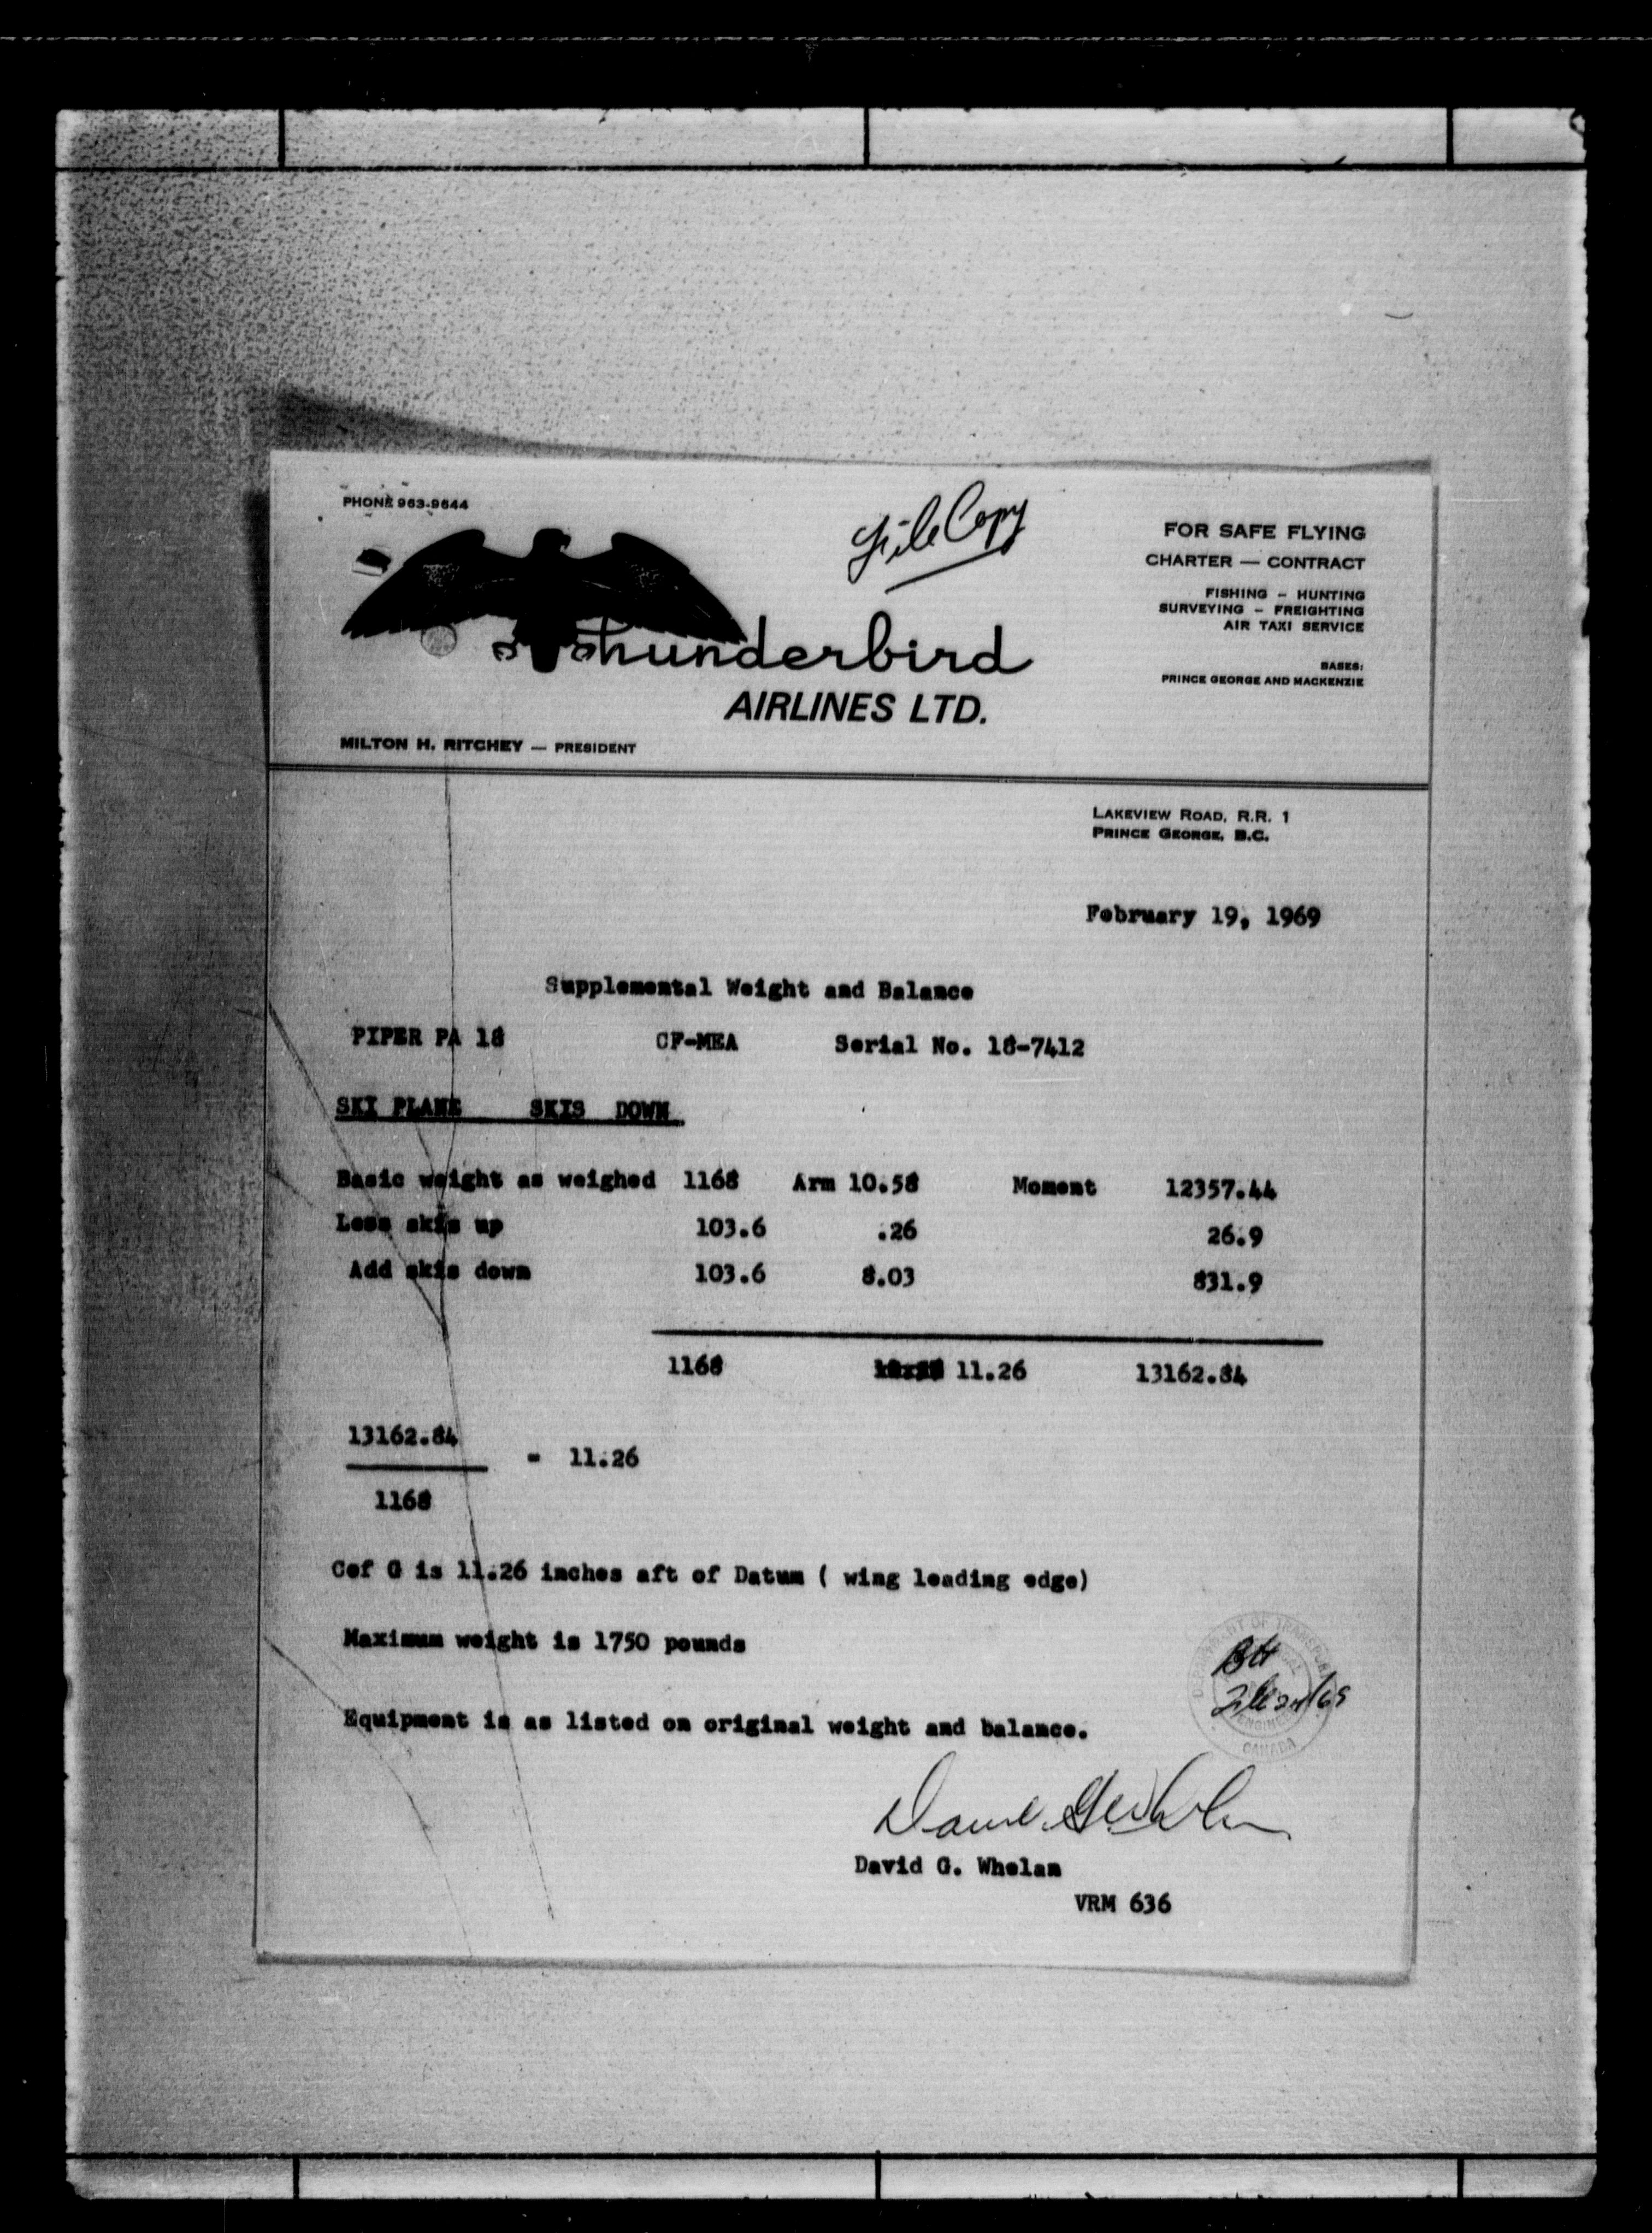 PHONE 963-9644
File Copy
FOR SAFE FLYING
CHARTER — CONTRACT
FISHING – HUNTING
SURVEYING – FREIGHTING
AIR TAXI SERVICE
BASES:
PRINCE GEORGE AND MACKENZIE
Thunderbird
AIRLINES LTD.
MILTON H. RITCHEY — PRESIDENT
LAKEVIEW ROAD, R.R. 1
PRINCE GEORGE, B.C.
February 19, 1969
Supplemental Weight and Balance
PIPER PA 18 CF-MEA Serial No. 18-7412
SKI PLANE SKIS DOWN
Basic weight as weighed 1168 Arm 10.58 Moment 12357.44
Less skis up 103.6 .26 26.9
Add skis down 103.6 8.03 831.9
1168 11.26 13162.84
13162.84
= 11.26
1168
Cof G is 11.26 inches aft of Datum ( wing leading edge)
Maximum weight is 1750 pounds
Equipment is as listed on original weight and balance.
DEPARTMENT OF TRANSPORT
CANADA
BH
David G. Whelan
VRM 636